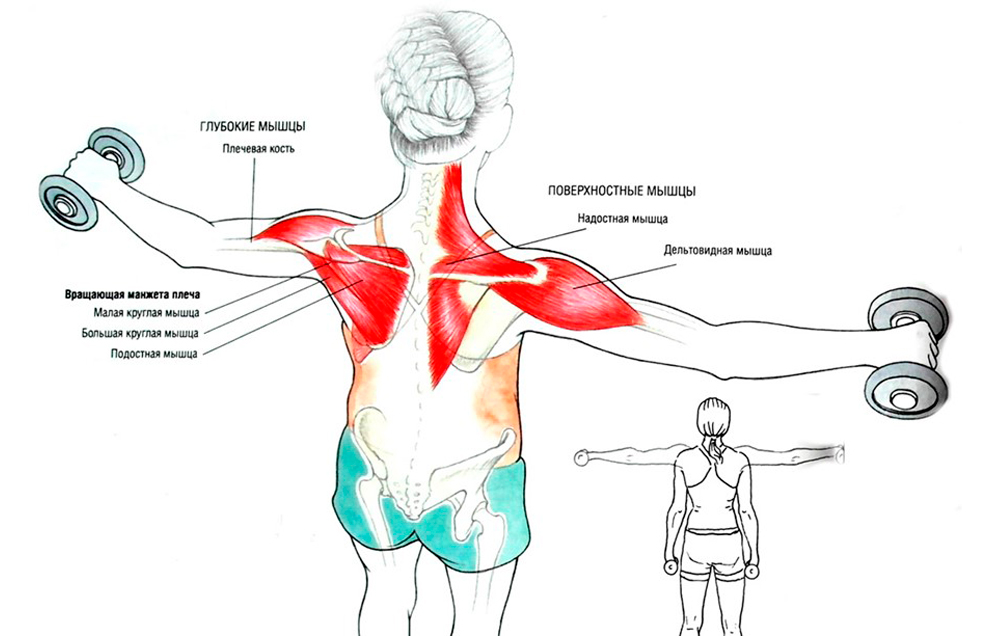 ГЛУБОКИЕ МЫШЦЫ
Плечевая кость
Вращающая манжета плеча
Малая круглая мышца
Большая круглая мышца
Подостная мышца
ПОВЕРХНОСТНЫЕ МЫШЦЫ
Надостная мышца
Дельтовидная мышца